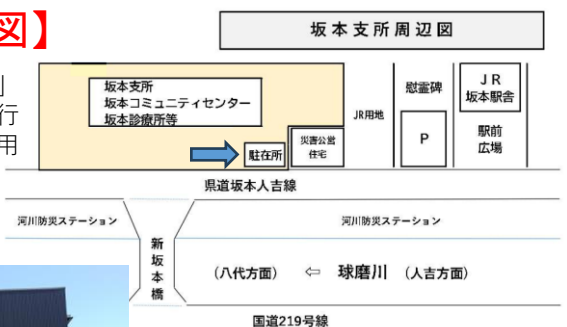 図】
坂本支所周辺図
」
行
用
坂本支所
坂本コミュニティセンター
坂本診療所等
駐在所
災害公営
住宅
JR用地
慰霊碑
P
ＪＲ
坂本駅舎
駅前
広場
県道坂本人吉線
河川防災ステーション
河川防災ステーション
新坂本橋
（八代方面） ⇦ 球磨川 （人吉方面）
国道219号線